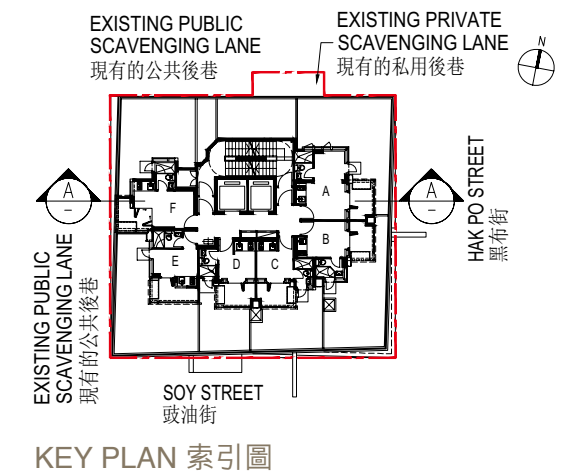 EXISTING PUBLIC
SCAVENGING LANE
現有的公共後巷
EXISTING PRIVATE
SCAVENGING LANE
現有的私用後巷
N
A
A
F
A
B
E
D
C
HAK PO STREET
黑布街
EXISTING PUBLIC
SCAVENGING LANE
現有的公共後巷
SOY STREET
豉油街
KEY PLAN 索引圖